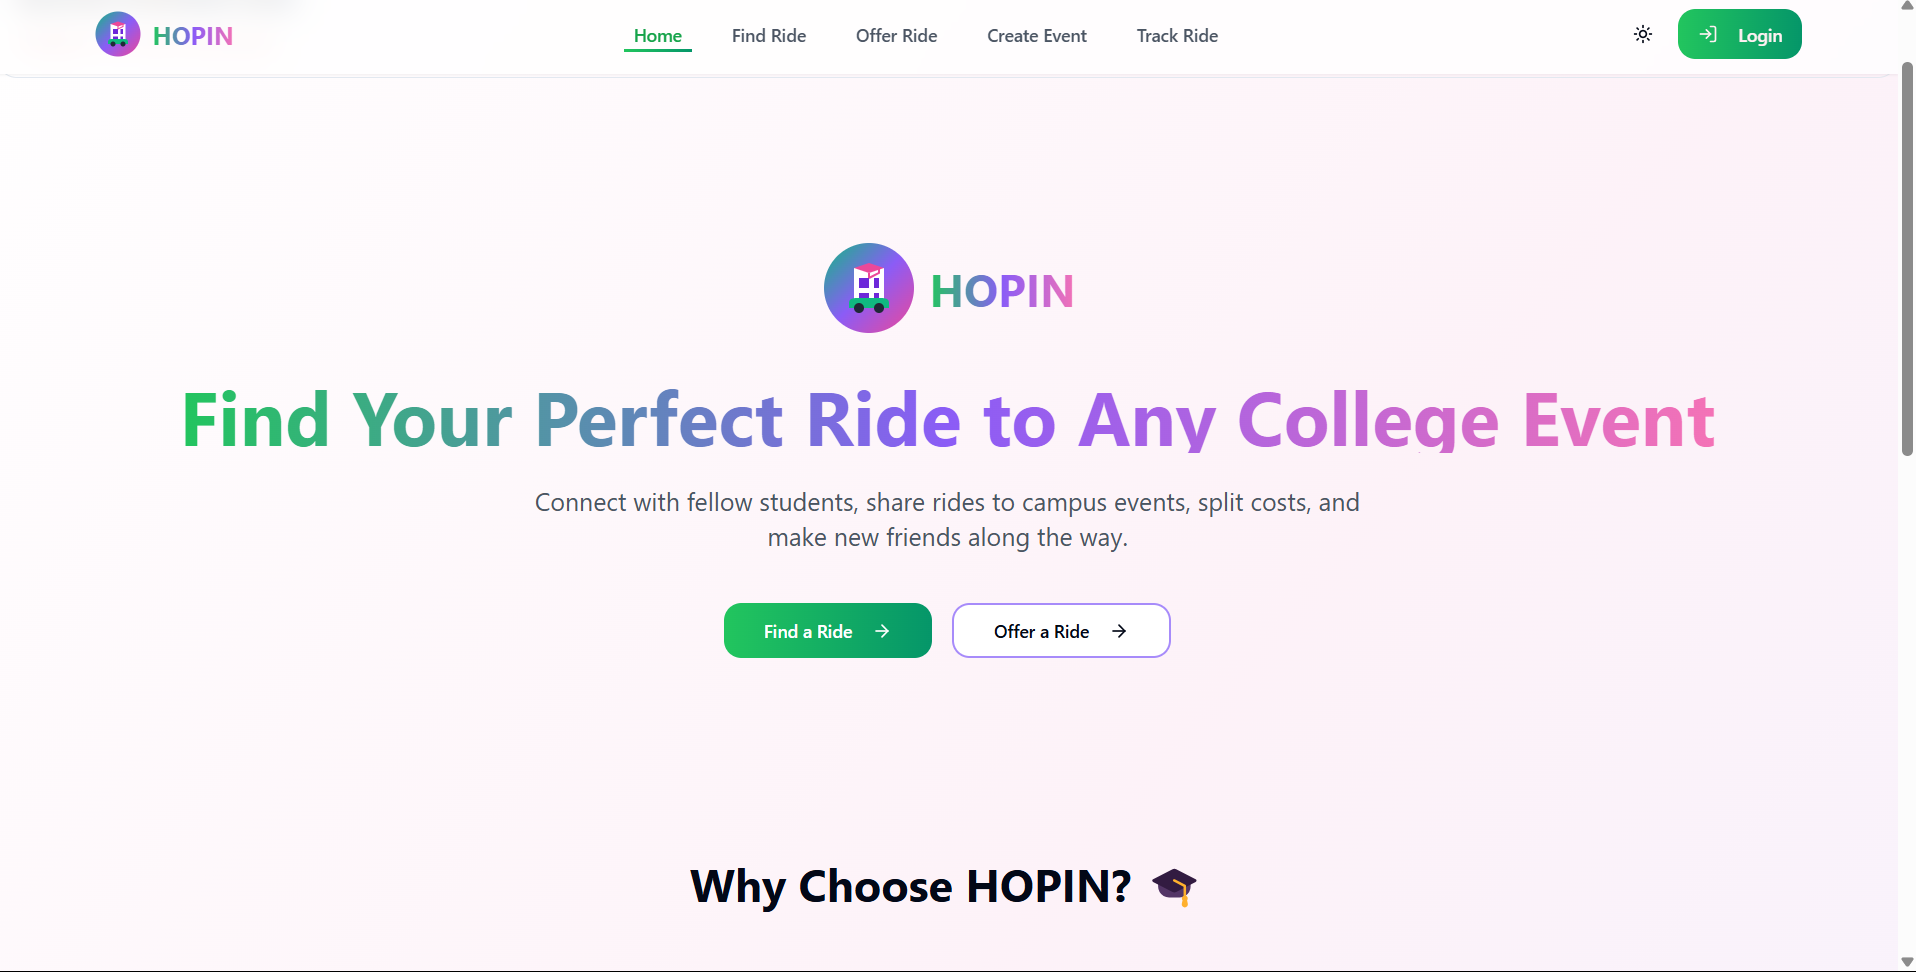 HOPIN
Home
Find Ride
Offer Ride
Create Event
Track Ride
Login
HOPIN
Find Your Perfect Ride to Any College Event
Connect with fellow students, share rides to campus events, split costs, and
make new friends along the way.
Find a Ride
Offer a Ride
Why Choose HOPIN? 🎓